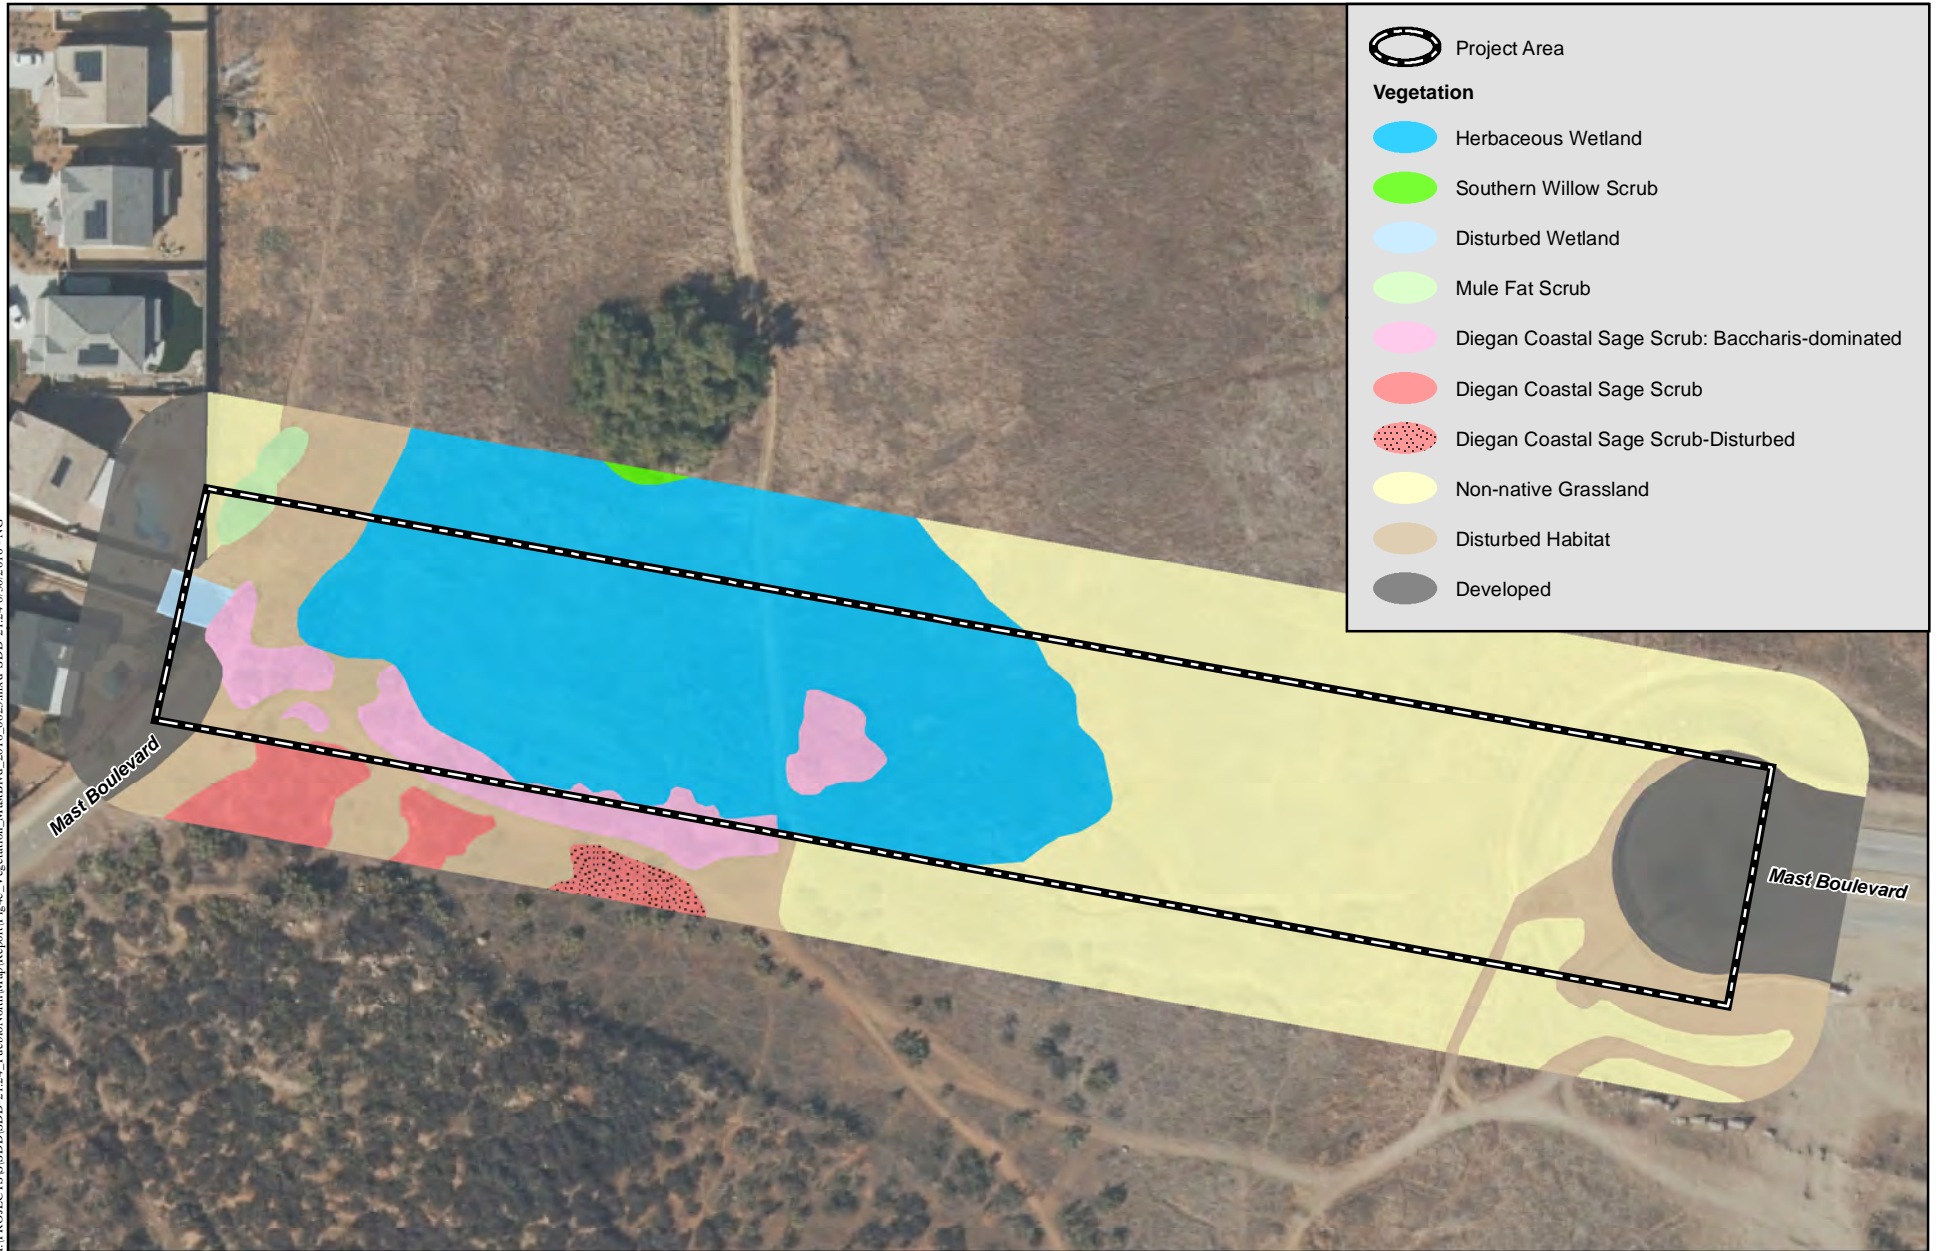 Project Area
Vegetation
Herbaceous Wetland
Southern Willow Scrub
Disturbed Wetland
Mule Fat Scrub
Diegan Coastal Sage Scrub: Baccharis-dominated
Diegan Coastal Sage Scrub
Diegan Coastal Sage Scrub-Disturbed
Non-native Grassland
Disturbed Habitat
Developed
Mast Boulevard
Mast Boulevard